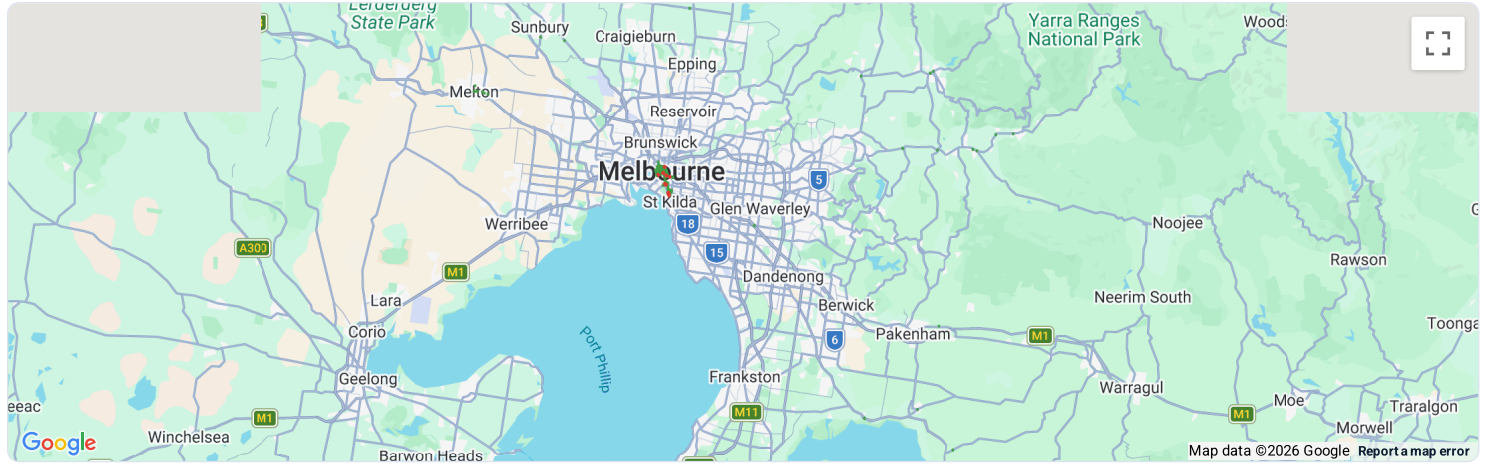 Lerderderg
State Park
Sunbury
Craigieburn
Yarra Ranges
National Park
Woods
Epping
Melton
Reservoir
Brunswick
Melbourne
5
St Kilda
Glen Waverley
Werribee
18
Noojee
A300
15
Rawson
M1
Dandenong
Lara
Berwick
Neerim South
Corio
Port Phillip
6
Pakenham
M1
Toonga
Geelong
Frankston
Warragul
eeac
M1
M11
Moe
M1
Traralgon
Morwell
Winchelsea
Barwon Heads
Google
Map data ©2026 Google
Report a map error